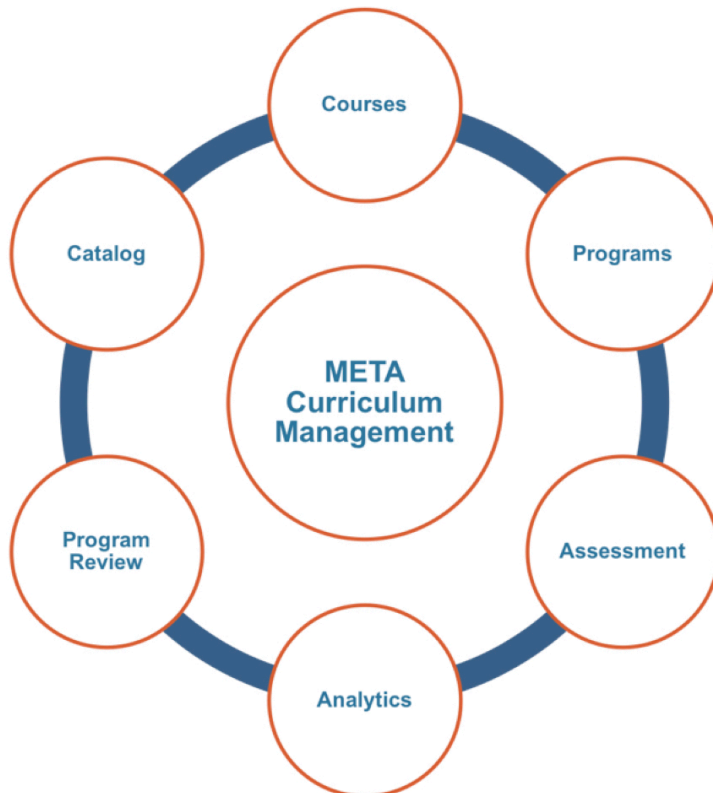 Courses
Catalog
Programs
META
Curriculum
Management
Program
Review
Assessment
Analytics